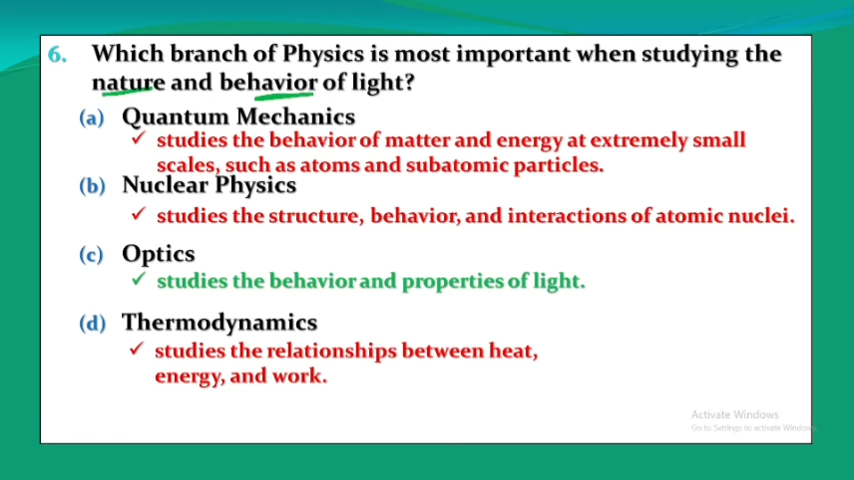 6. Which branch of Physics is most important when studying the
nature and behavior of light?
(a) Quantum Mechanics
✓ studies the behavior of matter and energy at extremely small
scales, such as atoms and subatomic particles.
(b) Nuclear Physics
✓ studies the structure, behavior, and interactions of atomic nuclei.
(c) Optics
✓ studies the behavior and properties of light.
(d) Thermodynamics
✓ studies the relationships between heat,
energy, and work.
Activate Windows
Go to Settings to activate Windows.